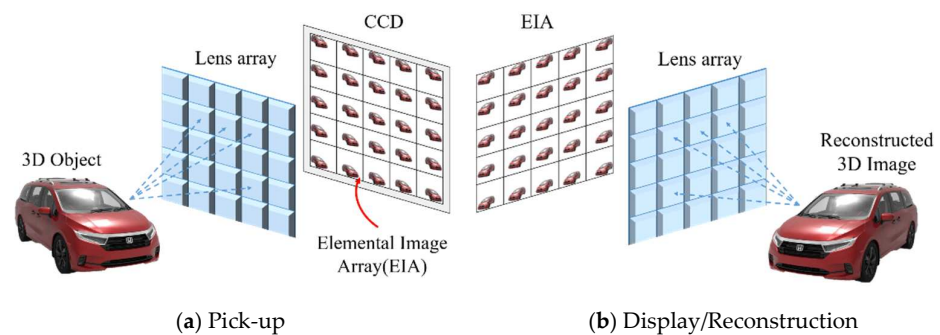 CCD
EIA
Lens array
Lens array
3D Object
Reconstructed
3D Image
Elemental Image
Array(EIA)
(a) Pick-up
(b) Display/Reconstruction